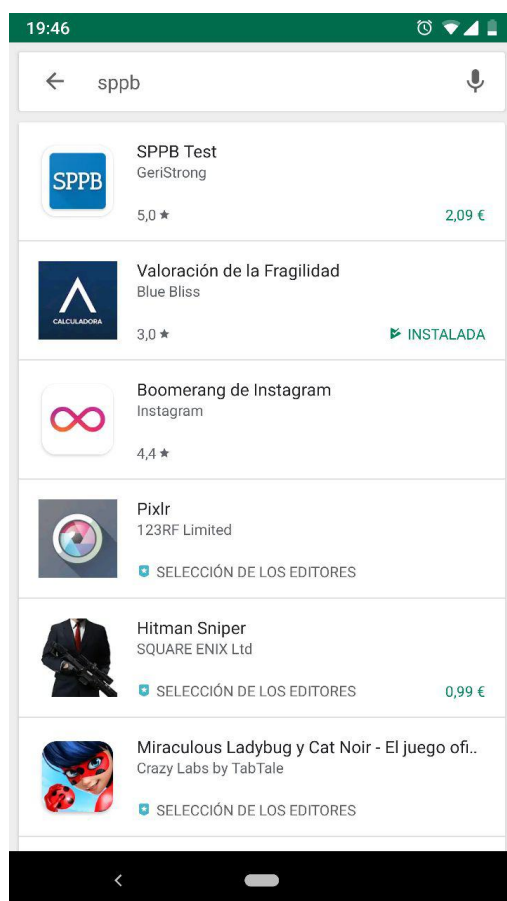 19:46
sppb
SPPB
SPPB Test
GeriStrong
5,0 ★
2,09 €
CALCULADORA
Valoración de la Fragilidad
Blue Bliss
3,0 ★
INSTALADA
Boomerang de Instagram
Instagram
4,4 ★
Pixlr
123RF Limited
SELECCIÓN DE LOS EDITORES
Hitman Sniper
SQUARE ENIX Ltd
SELECCIÓN DE LOS EDITORES
0,99 €
Miraculous Ladybug y Cat Noir - El juego ofi..
Crazy Labs by TabTale
SELECCIÓN DE LOS EDITORES